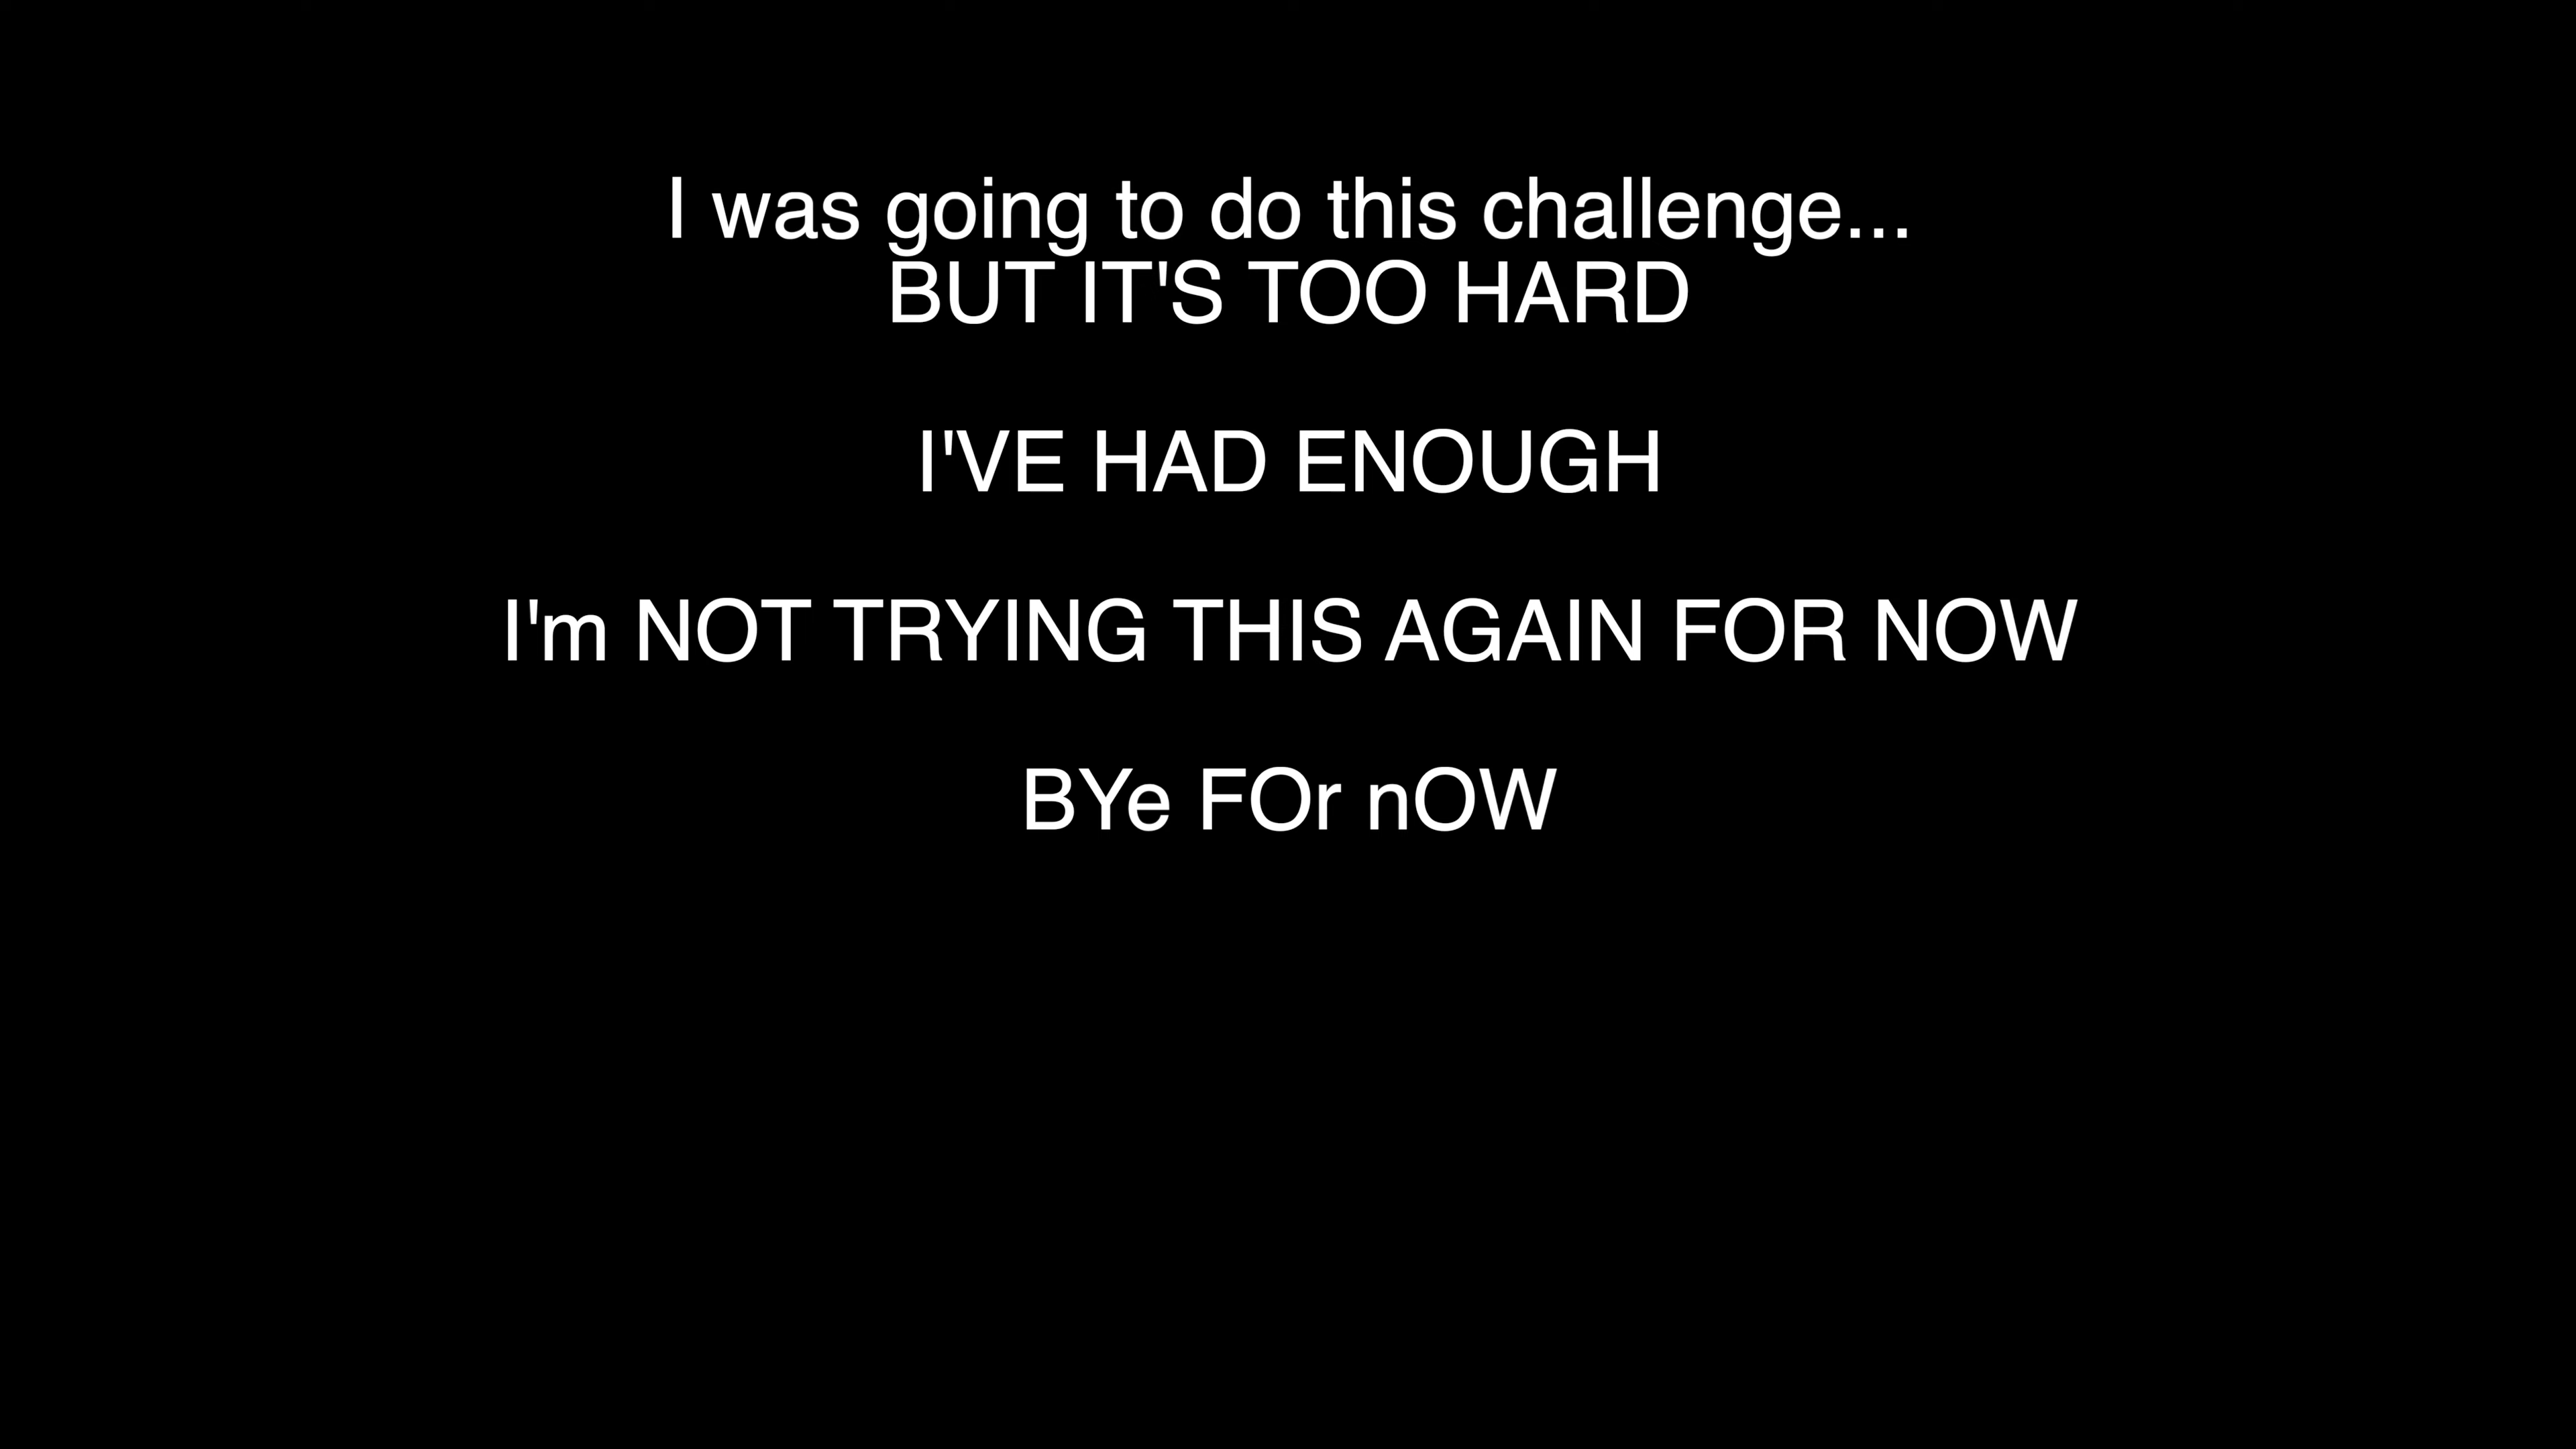 I was going to do this challenge...
BUT IT'S TOO HARD
I'VE HAD ENOUGH
I'm NOT TRYING THIS AGAIN FOR NOW
BYe FOr nOW